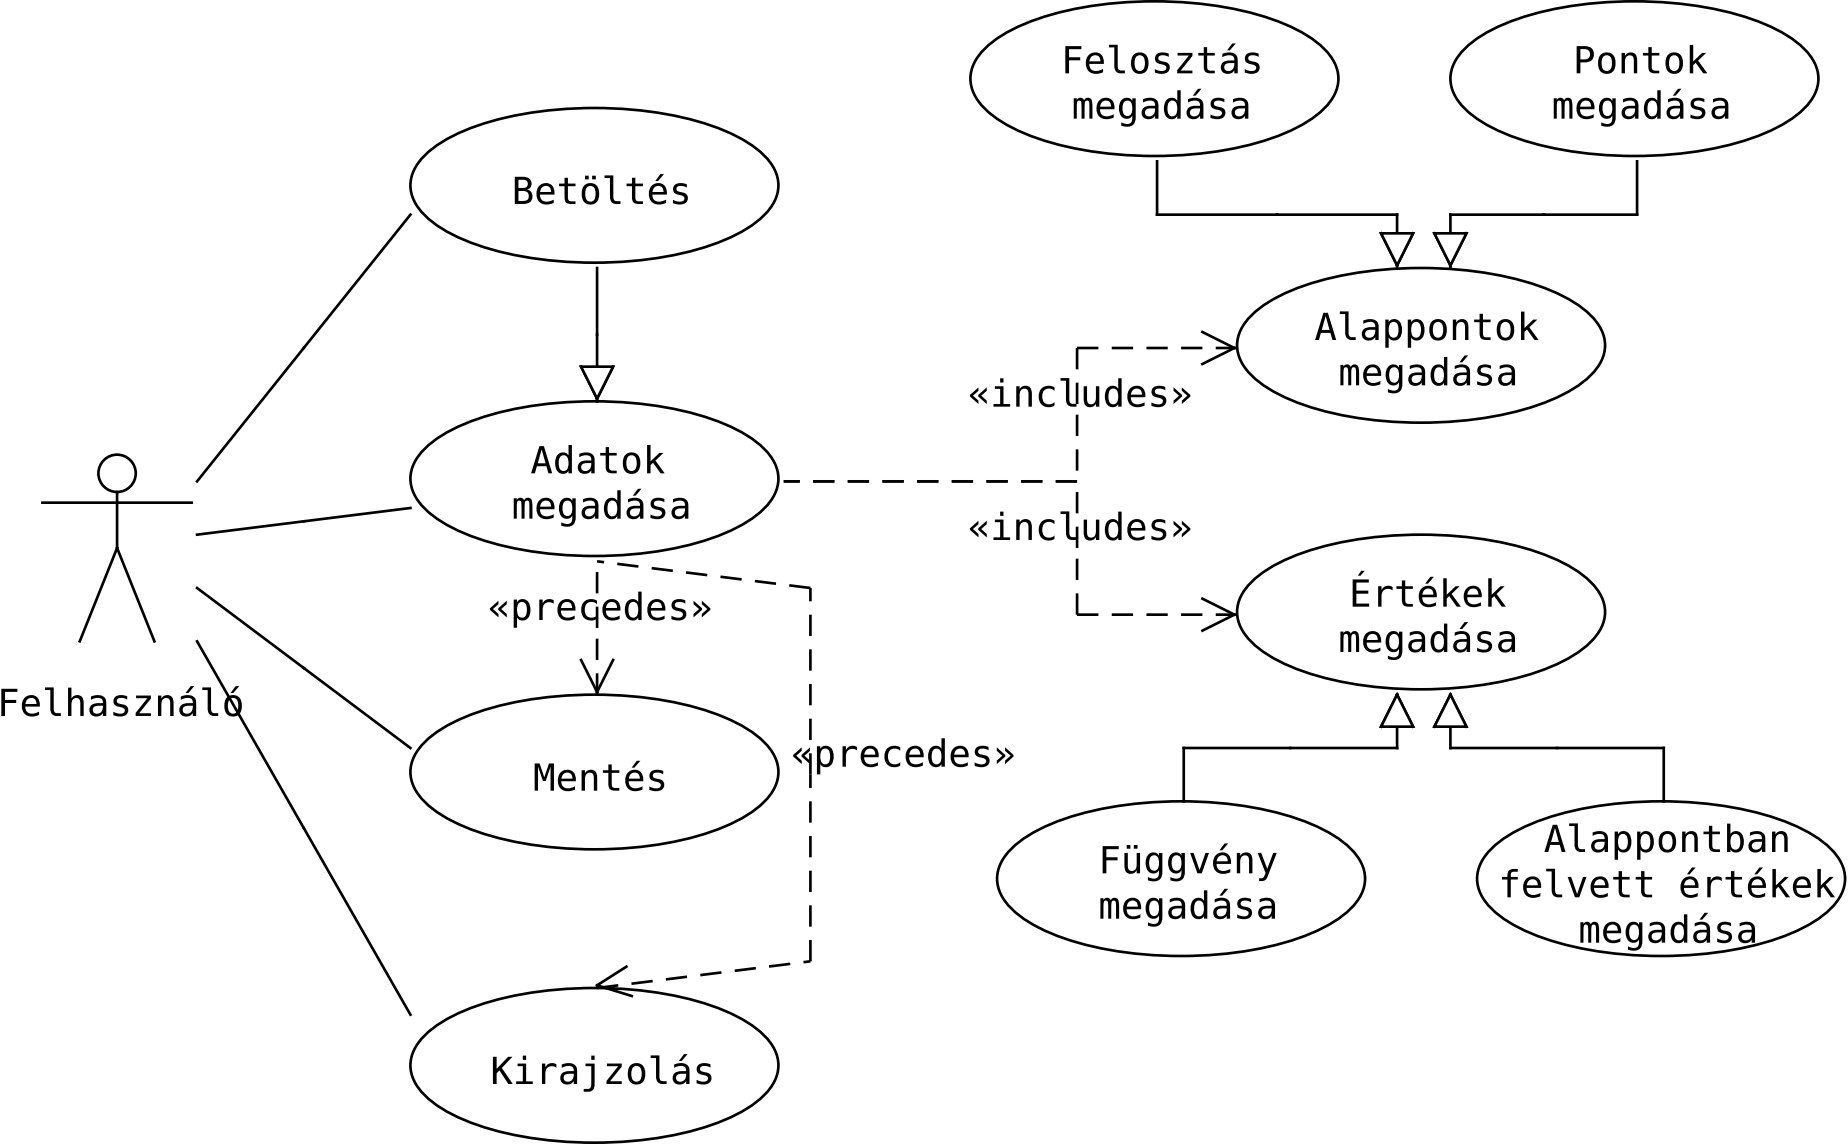 Felosztás
megadása
Pontok
megadása
Betöltés
Alappontok
megadása
«includes»
Adatok
megadása
«includes»
«precedes»
Értékek
megadása
Felhasználó
«precedes»
Mentés
Függvény
megadása
Alappontban
felvett értékek
megadása
Kirajzolás